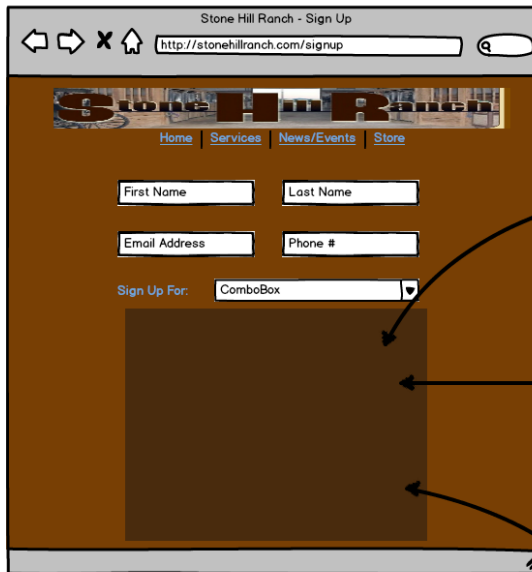 Stone Hill Ranch - Sign Up
http://stonehillranch.com/signup
Stone Hill Ranch
Home | Services | News/Events | Store
First Name Last Name
Email Address Phone #
Sign Up For: ComboBox